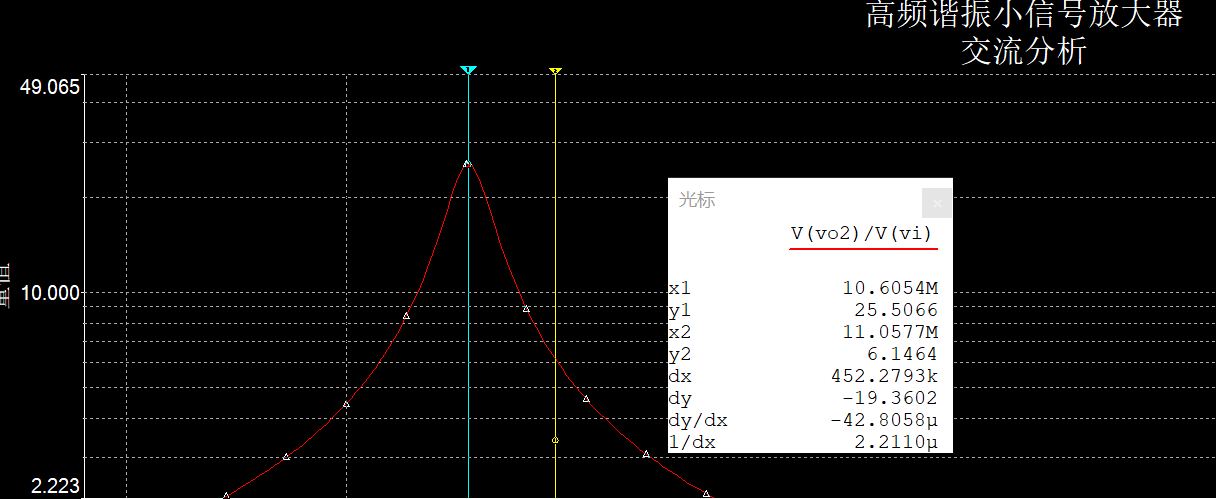 高频谐振小信号放大器
交流分析
49.065
10.000
2.223
光标
x
V(vo2)/V(vi)
x1 10.6054M
y1 25.5066
x2 11.0577M
y2 6.1464
dx 452.2793k
dy -19.3602
dy/dx -42.8058µ
1/dx 2.2110µ